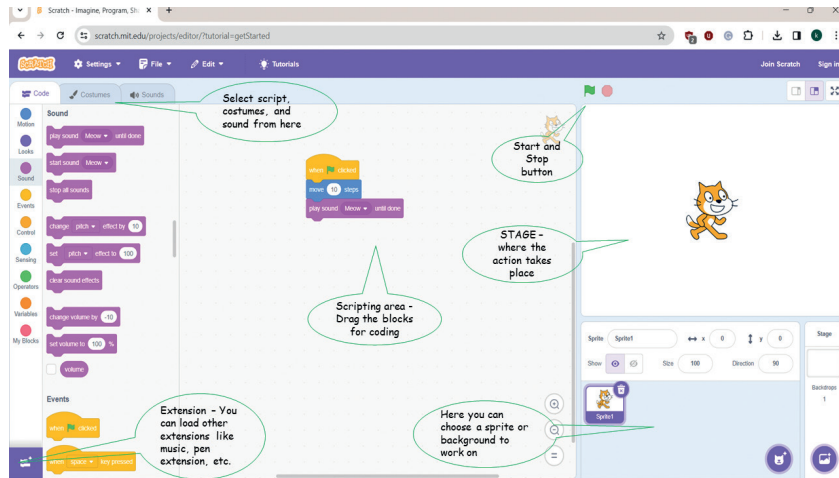 Scratch - Imagine, Program, Sh
scratch.mit.edu/projects/editor/?tutorial=getStarted
SCRATCH Settings File Edit Tutorials Join Scratch Sign in
Code Costumes Sounds
Select script,
costumes, and
sound from here
Motion
Looks
Sound
Events
Control
Sensing
Operators
Variables
My Blocks
Sound
play sound Meow until done
start sound Meow
stop all sounds
change pitch effect by 10
set pitch effect to 100
clear sound effects
change volume by -10
set volume to 100 %
volume
Events
when clicked
when space key pressed
Extension – You
can load other
extensions like
music, pen
extension, etc.
when clicked
move 10 steps
play sound Meow until done
Scripting area -
Drag the blocks
for coding
Start and
Stop
button
STAGE –
where the
action takes
place
Here you can
choose a sprite or
background to
work on
Sprite Sprite1 x 0 y 0
Show Size 100 Direction 90
Sprite1
Stage
Backdrops
1